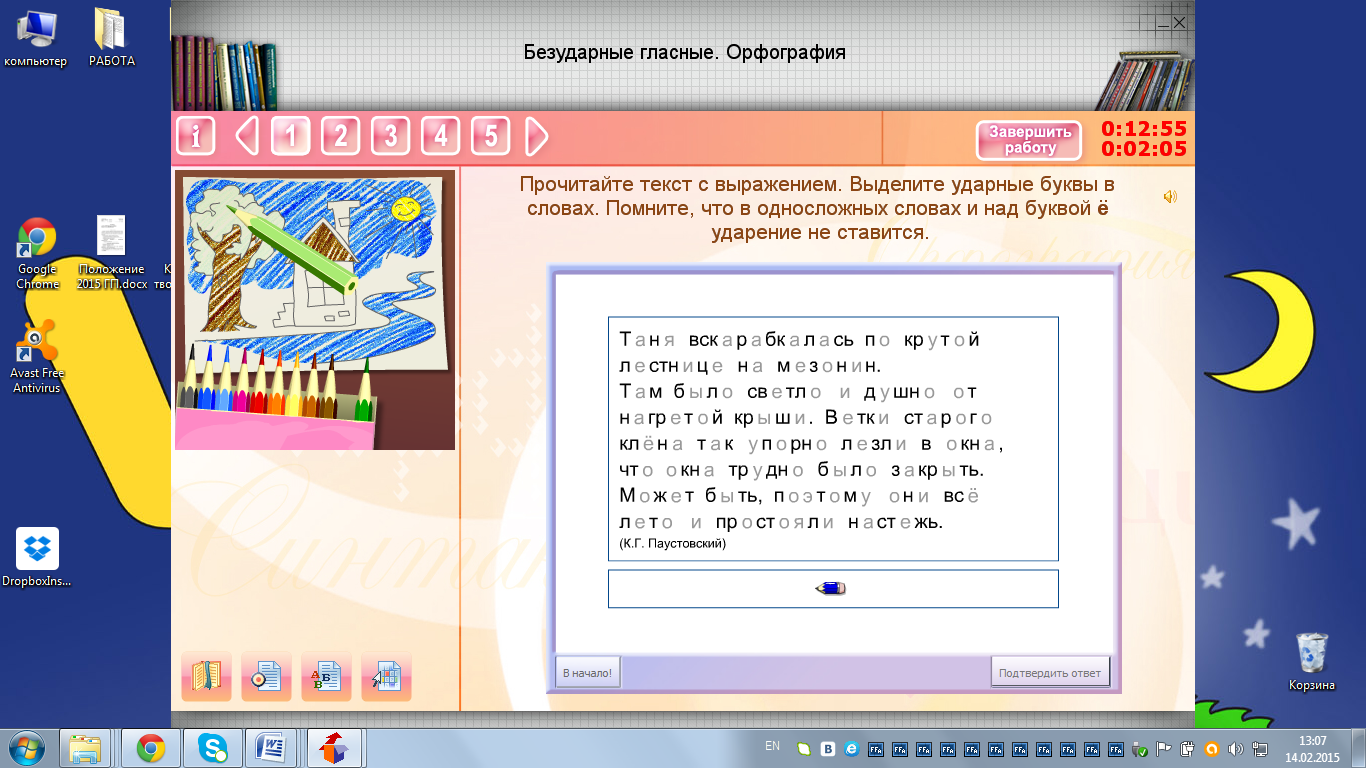 компьютер
РАБОТА
Безударные гласные. Орфография
i
1
2
3
4
5
Завершить
работу
0:12:55
0:02:05
Прочитайте текст с выражением. Выделите ударные буквы в
словах. Помните, что в односложных словах и над буквой ё
ударение не ставится.
Google
Chrome
Положение
2015 ГП.docx
Avast Free
Antivirus
DropboxIns...
Таня вскарабкалась по крутой
лестнице на мезонин.
Там было светло и душно от
нагретой крыши. Ветки старого
клёна так упорно лезли в окна,
что окна трудно было закрыть.
Может быть, поэтому они всё
лето и простояли настежь.
(К.Г. Паустовский)
В начало!
Подтвердить ответ
Корзина
EN
13:07
14.02.2015